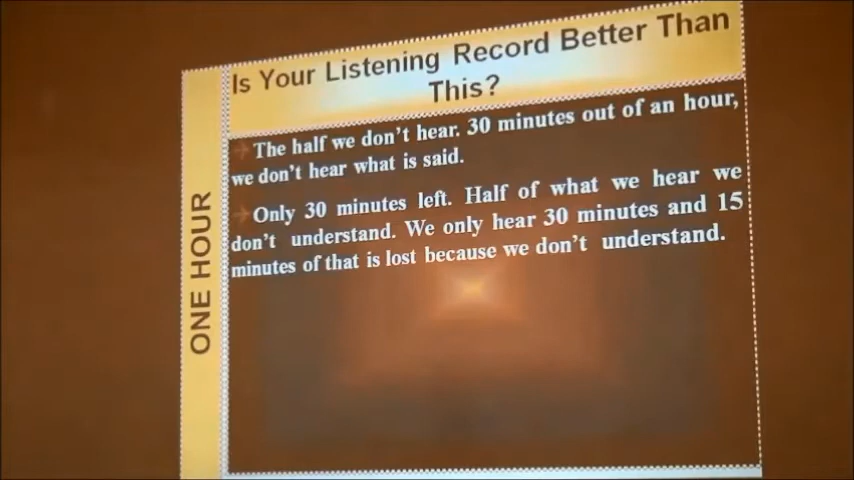 Is Your Listening Record Better Than
This?
The half we don't hear. 30 minutes out of an hour,
we don't hear what is said.
Only 30 minutes left. Half of what we hear we
don't understand. We only hear 30 minutes and 15
minutes of that is lost because we don't understand.
ONE HOUR